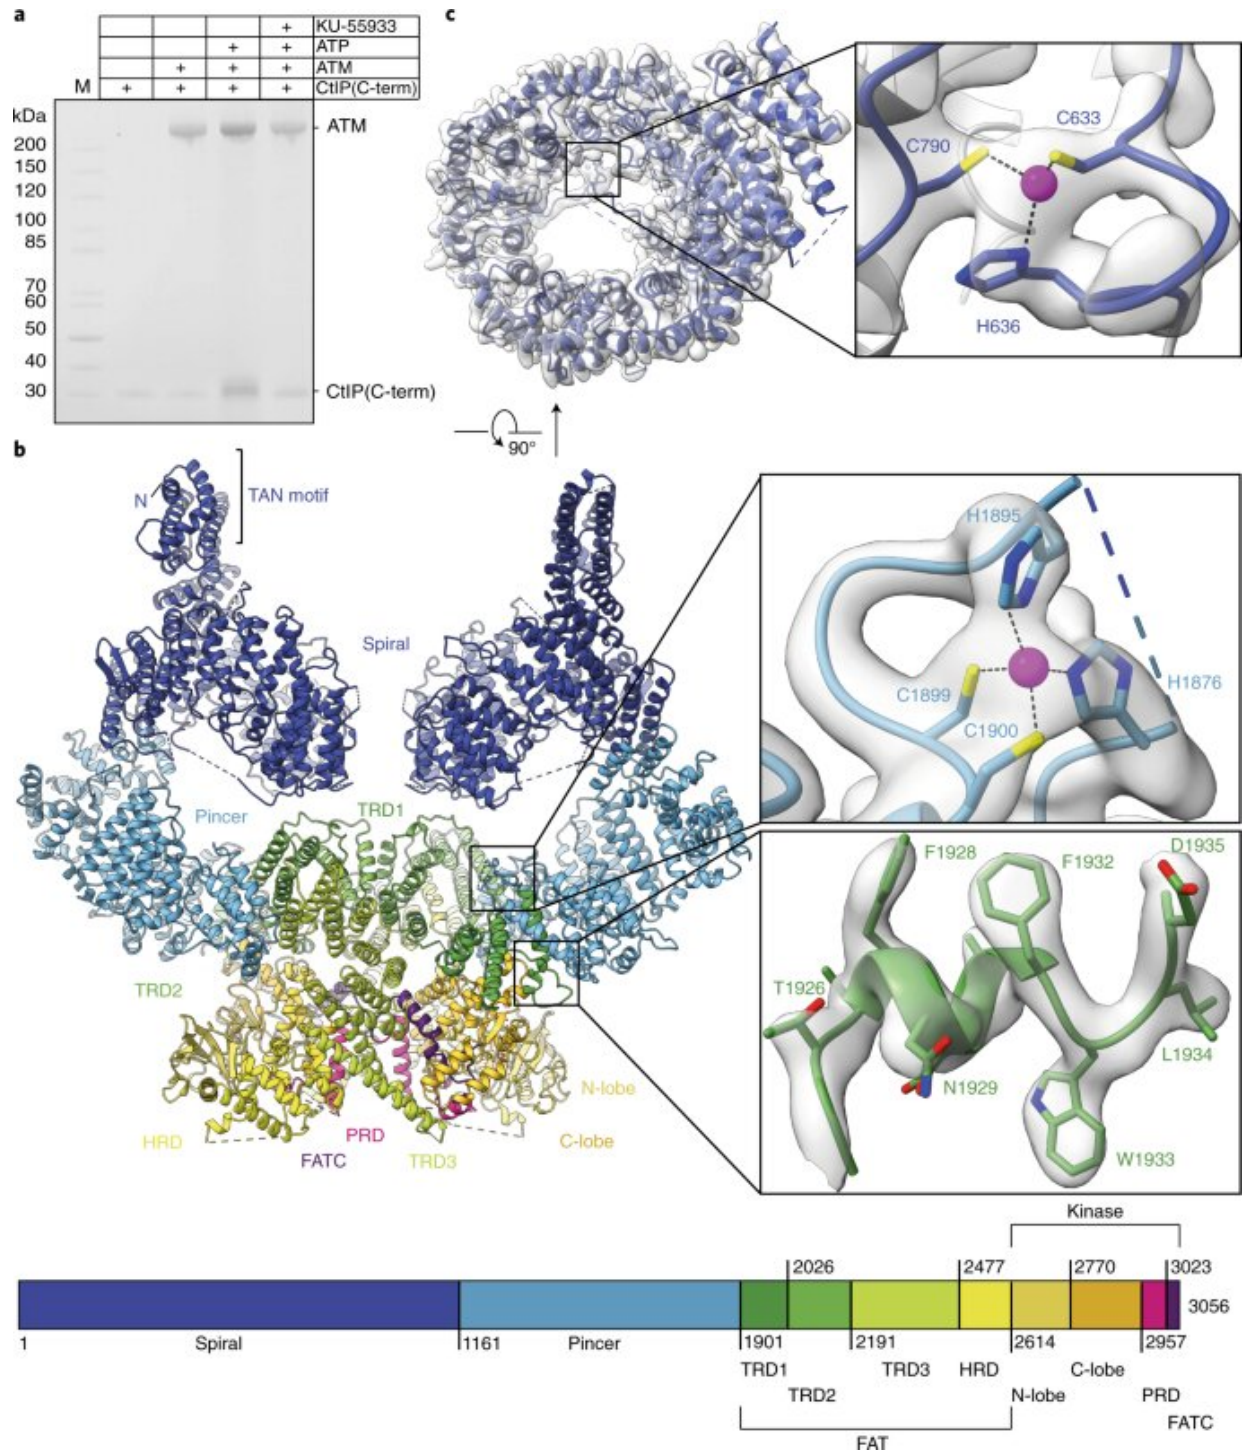 a
+ KU-55933
+ + ATP
+ + + ATM
M + + + + CtIP(C-term)
kDa
200
150
120
100
85
70
60
50
40
30
- ATM
- CtIP(C-term)
c
C790
C633
H636
90°
b
N
TAN motif
Spiral
Pincer
TRD1
TRD2
N-lobe
HRD
PRD
C-lobe
FATC
TRD3
H1895
C1899
H1876
C1900
F1928
F1932
D1935
T1926
N1929
L1934
W1933
Kinase
2026 2477 2770 3023
3056
1 Spiral 1161 Pincer 1901 2191 2614 2957
TRD1 TRD3 HRD C-lobe
TRD2 N-lobe PRD
FATC
FAT